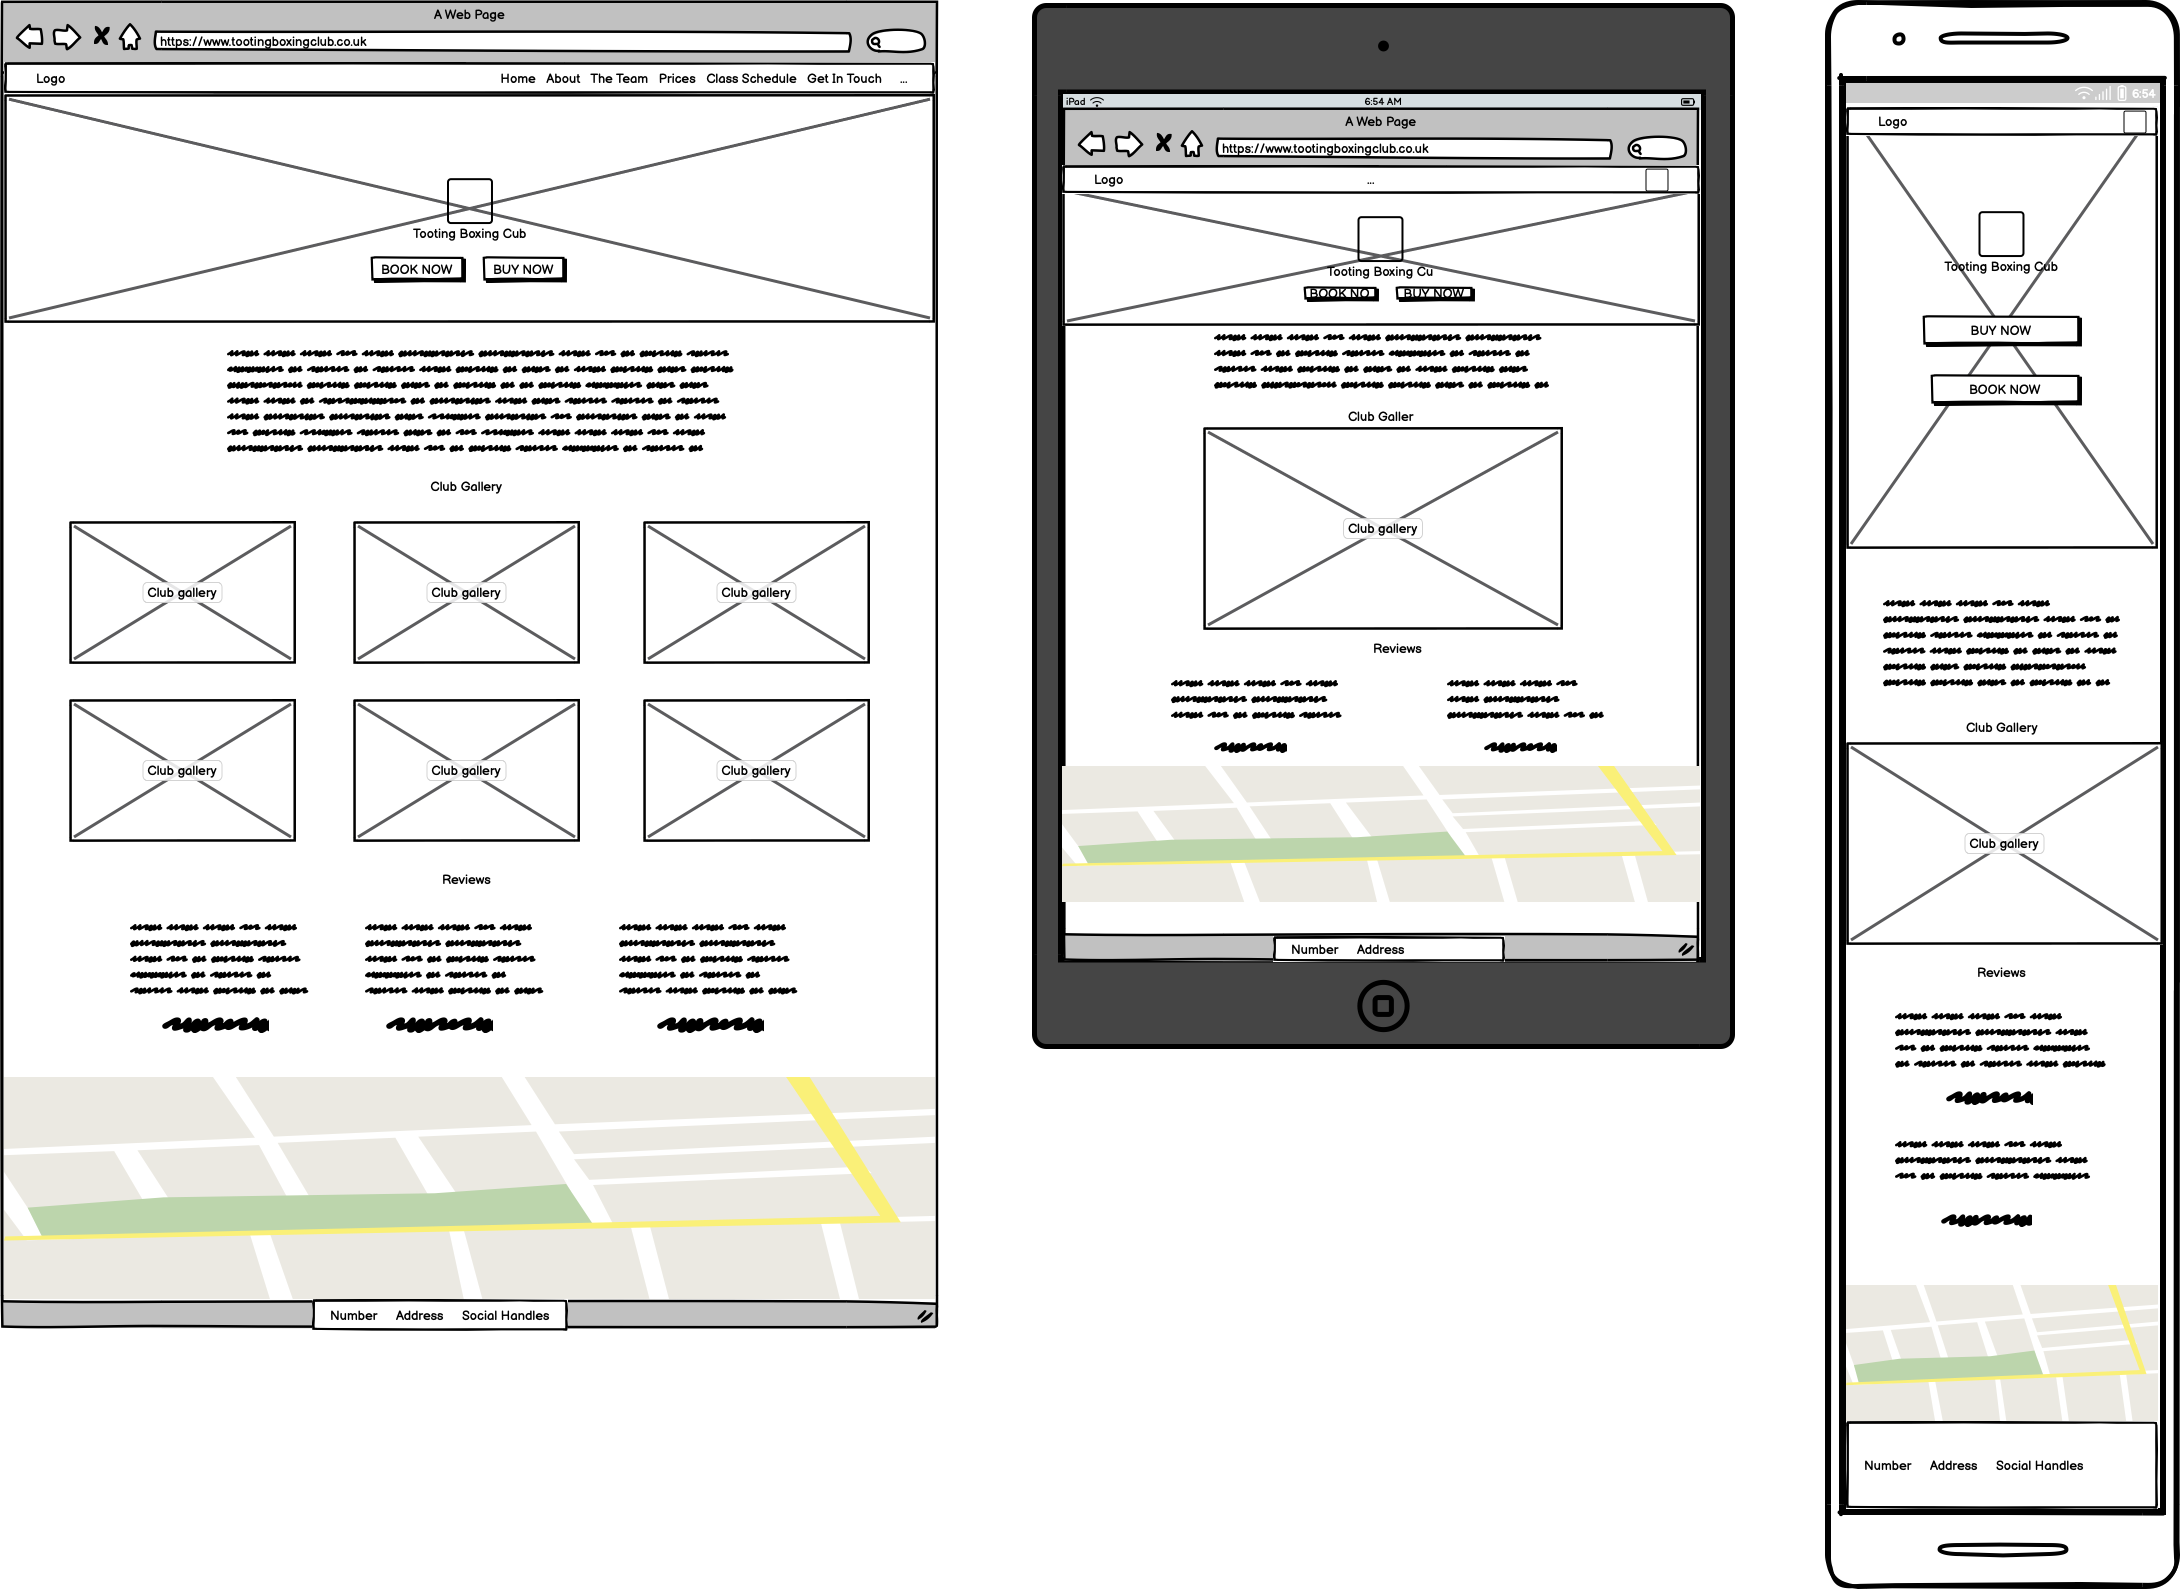 A Web Page
https://www.tootingboxingclub.co.uk
Logo Home About The Team Prices Class Schedule Get In Touch ...
Tooting Boxing Cub
BOOK NOW BUY NOW
Club Gallery
Club gallery Club gallery Club gallery
Club gallery Club gallery Club gallery
Reviews
Number Address Social Handles
iPad 6:54 AM
A Web Page
https://www.tootingboxingclub.co.uk
Logo ...
Tooting Boxing Cu
BOOK NO BUY NOW
Club Galler
Club gallery
Reviews
Number Address
6:54
Logo
Tooting Boxing Cub
BUY NOW
BOOK NOW
Club Gallery
Club gallery
Reviews
Number Address Social Handles